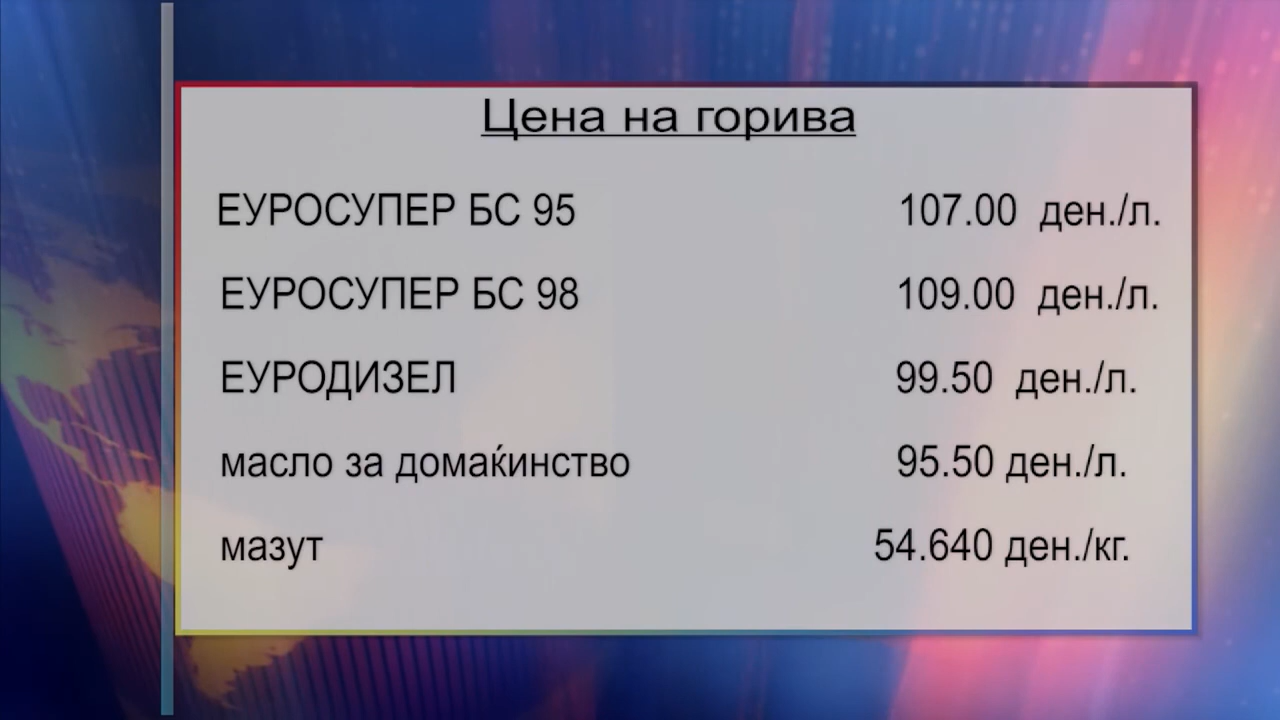 Цена на горива
ЕУРОСУПЕР БС 95 107.00 ден./л.
ЕУРОСУПЕР БС 98 109.00 ден./л.
ЕУРОДИЗЕЛ 99.50 ден./л.
масло за домаќинство 95.50 ден./л.
мазут 54.640 ден./кг.